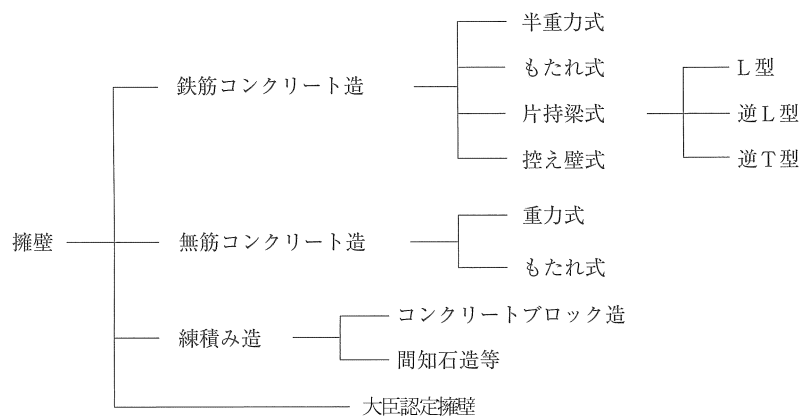 半重力式
鉄筋コンクリート造
もたれ式
L型
片持梁式
逆L型
控え壁式
逆T型
擁壁
無筋コンクリート造
重力式
もたれ式
練積み造
コンクリートブロック造
間知石造等
大臣認定擁壁